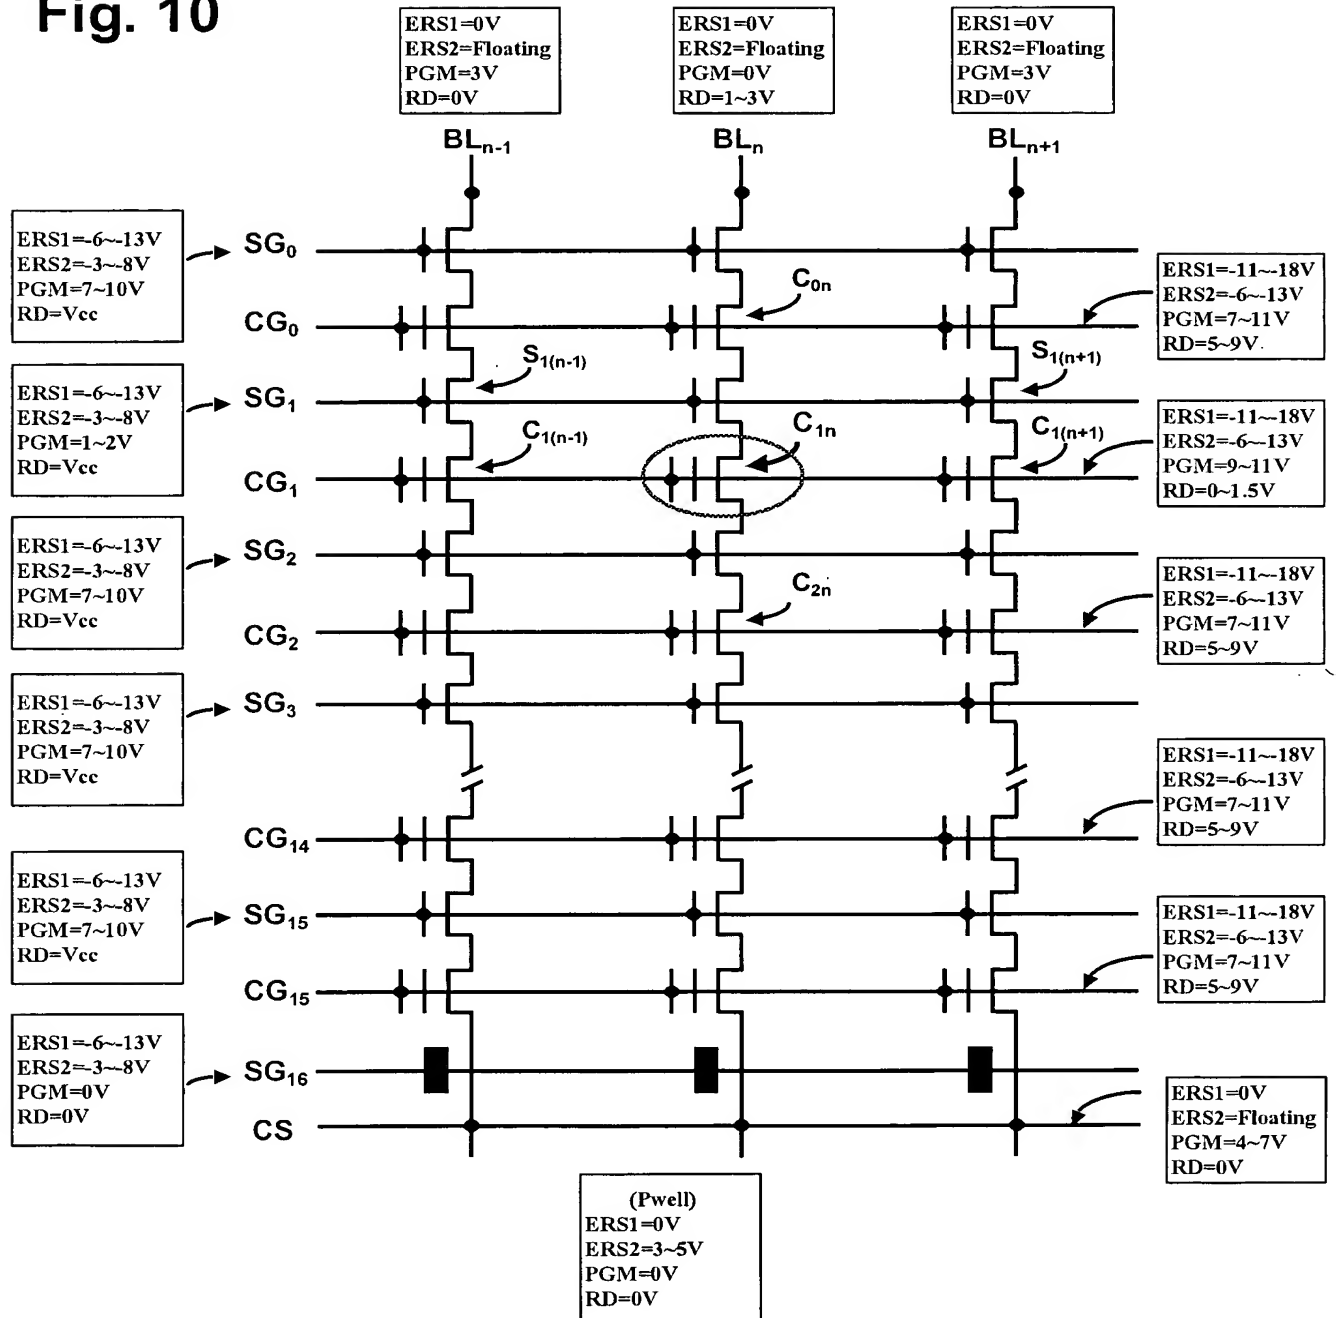 Fig. 10
ERS1=0V
ERS2=Floating
PGM=3V
RD=0V
ERS1=0V
ERS2=Floating
PGM=0V
RD=1~3V
ERS1=0V
ERS2=Floating
PGM=3V
RD=0V
BLn-1
BLn
BLn+1
ERS1=-6~-13V
ERS2=-3~-8V
PGM=7~10V
RD=Vcc
SG0
C0n
CG0
ERS1=-11~-18V
ERS2=-6~-13V
PGM=7~11V
RD=5~9V
S1(n-1)
S1(n+1)
ERS1=-6~-13V
ERS2=-3~-8V
PGM=1~2V
RD=Vcc
SG1
C1(n-1)
C1n
C1(n+1)
ERS1=-11~-18V
ERS2=-6~-13V
PGM=9~11V
RD=0~1.5V
CG1
ERS1=-6~-13V
ERS2=-3~-8V
PGM=7~10V
RD=Vcc
SG2
C2n
CG2
ERS1=-11~-18V
ERS2=-6~-13V
PGM=7~11V
RD=5~9V
ERS1=-6~-13V
ERS2=-3~-8V
PGM=7~10V
RD=Vcc
SG3
ERS1=-11~-18V
ERS2=-6~-13V
PGM=7~11V
RD=5~9V
CG14
ERS1=-6~-13V
ERS2=-3~-8V
PGM=7~10V
RD=Vcc
SG15
ERS1=-11~-18V
ERS2=-6~-13V
PGM=7~11V
RD=5~9V
CG15
ERS1=-6~-13V
ERS2=-3~-8V
PGM=0V
RD=0V
SG16
CS
ERS1=0V
ERS2=Floating
PGM=4~7V
RD=0V
(Pwell)
ERS1=0V
ERS2=3~5V
PGM=0V
RD=0V